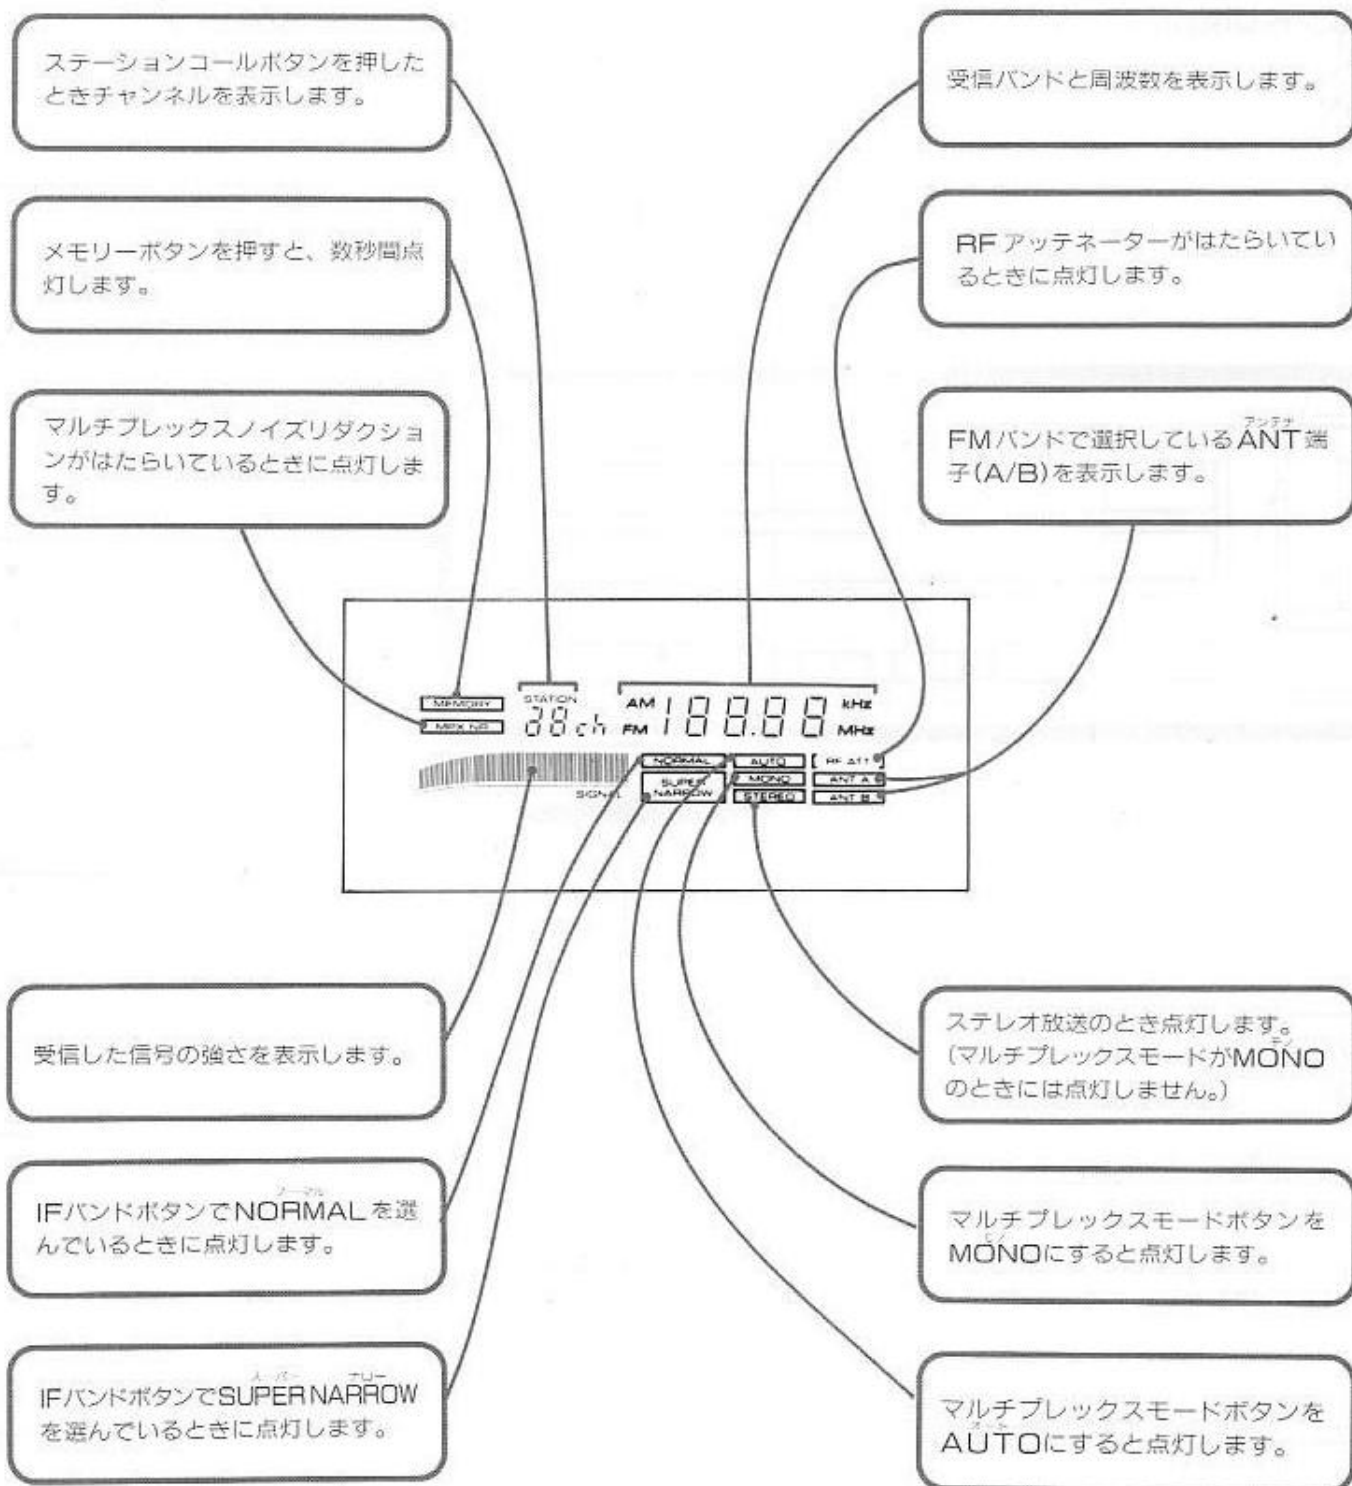 ステーションコールボタンを押した
ときチャンネルを表示します。
受信バンドと周波数を表示します。
メモリーボタンを押すと、数秒間点
灯します。
RFアッテネーターがはたらいてい
るときに点灯します。
マルチプレックスノイズリダクショ
ンがはたらいているときに点灯しま
す。
アンテナ
FMバンドで選択しているANT端
子(A/B)を表示します。
MEMORY
MPX NR
STATION
38ch
AM
FM
188.88
kHz
MHz
SIGNAL
NORMAL
SUPER
NARROW
AUTO
MONO
STEREO
RF ATT
ANT A
ANT B
受信した信号の強さを表示します。
ステレオ放送のとき点灯します。
モノ
(マルチプレックスモードがMONO
のときには点灯しません。)
ノーマル
IFバンドボタンでNORMALを選
んでいるときに点灯します。
マルチプレックスモードボタンを
モノ
MONOにすると点灯します。
スーパー ナロー
IFバンドボタンでSUPER NARROW
を選んでいるときに点灯します。
マルチプレックスモードボタンを
オート
AUTOにすると点灯します。